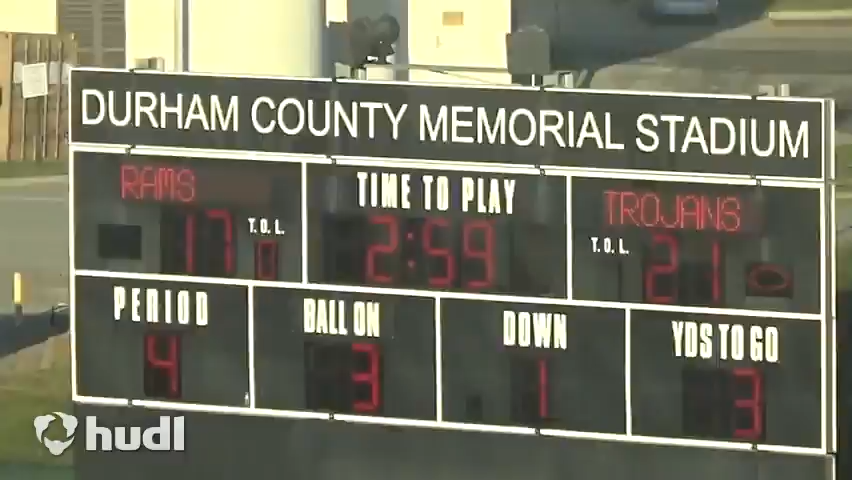 DURHAM COUNTY MEMORIAL STADIUM
RAMS
TIME TO PLAY
TROJANS
17
T.O.L.
0
2:59
T.O.L.
21
PERIOD
BALL ON
DOWN
YDS TO GO
4
3
1
3
hudl